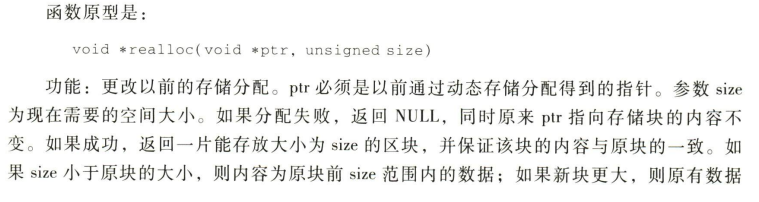 函数原型是：
void *realloc(void *ptr, unsigned size)
功能：更改以前的存储分配。ptr 必须是以前通过动态存储分配得到的指针。参数 size
为现在需要的空间大小。如果分配失败，返回 NULL，同时原来 ptr 指向存储块的内容不
变。如果成功，返回一片能存放大小为 size 的区块，并保证该块的内容与原块的一致。如
果 size 小于原块的大小，则内容为原块前 size 范围内的数据；如果新块更大，则原有数据